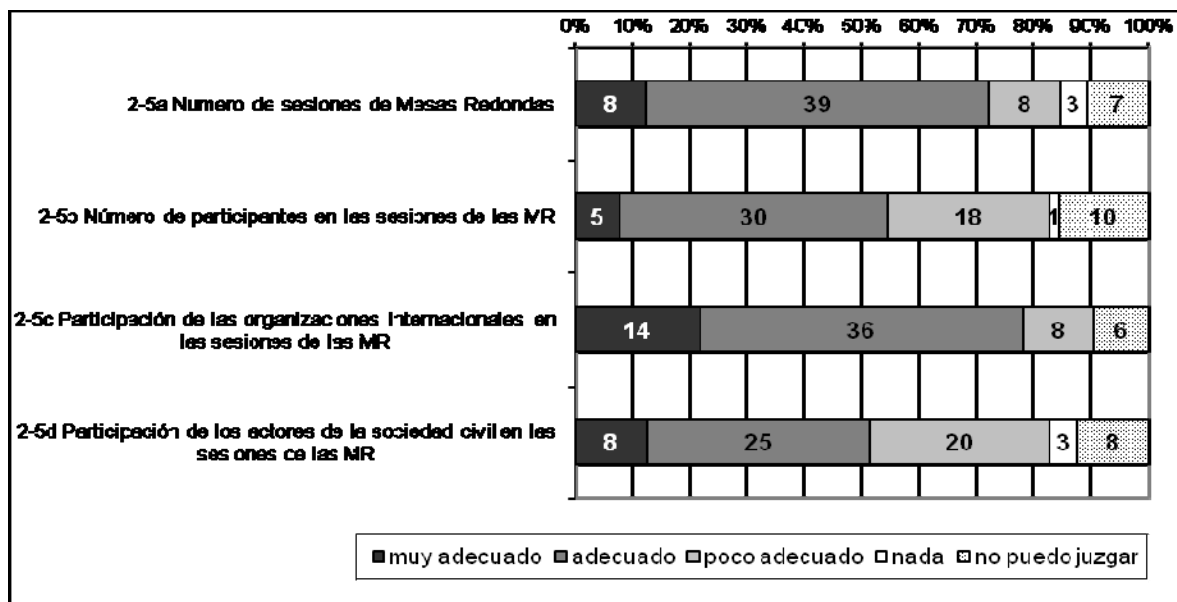 0% 10% 20% 30% 40% 50% 60% 70% 80% 90% 100%
2-5a Numero de sesiones de Mesas Redondas
8 39 8 3 7
2-5b Número de participantes en las sesiones de las MR
5 30 18 1 10
2-5c Participación de las organizaciones internacionales en
las sesiones de las MR
14 36 8 6
2-5d Participación de los actores de la sociedad civil en las
sesiones de las MR
8 25 20 3 8
muy adecuado adecuado poco adecuado nada no puedo juzgar